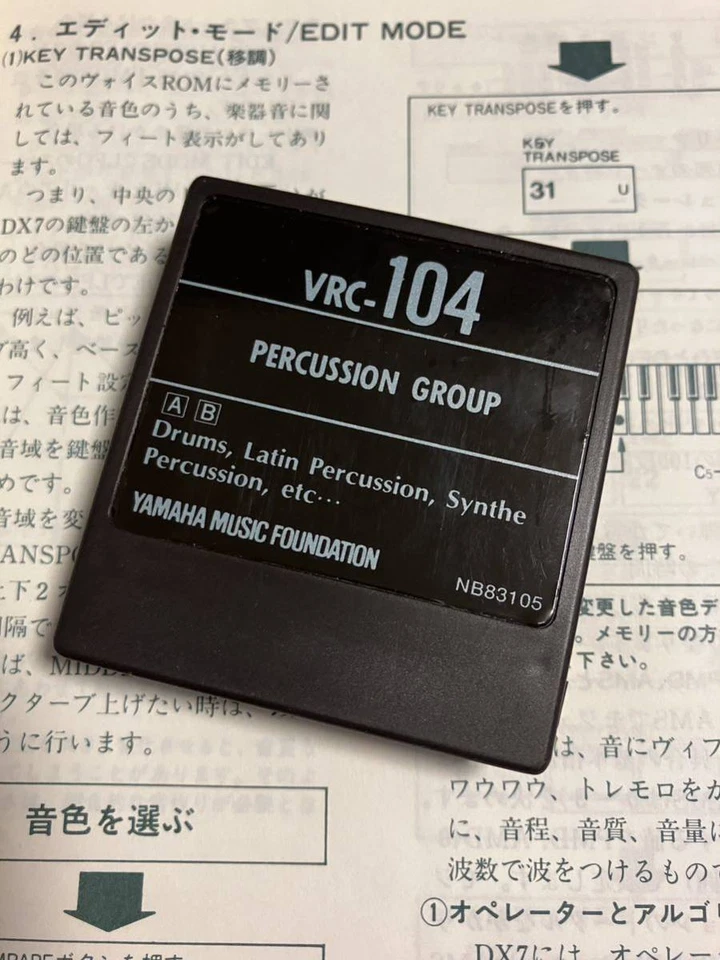 4．エディット・モード/EDIT MODE
(1)KEY TRANSPOSE(移調)
このヴォイスROMにメモリーさ
れている音色のうち、楽器音に関
しては、フィート表示がしてあり
ます。
つまり、中央の
DX7の鍵盤の左か
のどの位置である
わけです。
例えば、ピッ
高く、ベース
フィート設
は、音色作
音域を鍵盤
めです。
音域を変
下2
隔で
ば、
クターブ上げたい時は、
うに行います。
音色を選ぶ
KEY TRANSPOSEを押す。
KEY
TRANSPOSE
31 U
VRC-104
PERCUSSION GROUP
A B
Drums, Latin Percussion, Synthe
Percussion, etc…
YAMAHA MUSIC FOUNDATION
NB83105
鍵盤を押す。
変更した音色デ
。メモリーの方
下さい。
は、音にヴィブ
ワウワウ、トレモロをか
に、音程、音質、音量
波数で波をつけるもので
①オペレーターとアルゴリ
DX7には、オペレー